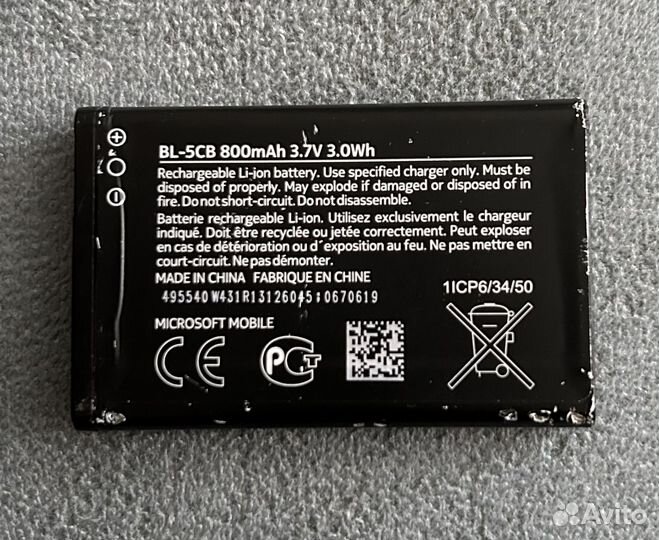 BL-5CB 800mAh 3.7V 3.0Wh
Rechargeable Li-ion battery. Use specified charger only. Must be
disposed of properly. May explode if damaged or disposed of in
fire. Do not short-circuit. Do not disassemble.
Batterie rechargeable Li-ion. Utilisez exclusivement le chargeur
indiqué. Doit être recyclée ou jetée correctement. Peut exploser
en cas de détérioration ou d´exposition au feu. Ne pas mettre en
court-circuit. Ne pas démonter.
MADE IN CHINA FABRIQUE EN CHINE
1ICP6/34/50
495540 W431R13126045:0670619
MICROSOFT MOBILE
CE
PCT
Avito